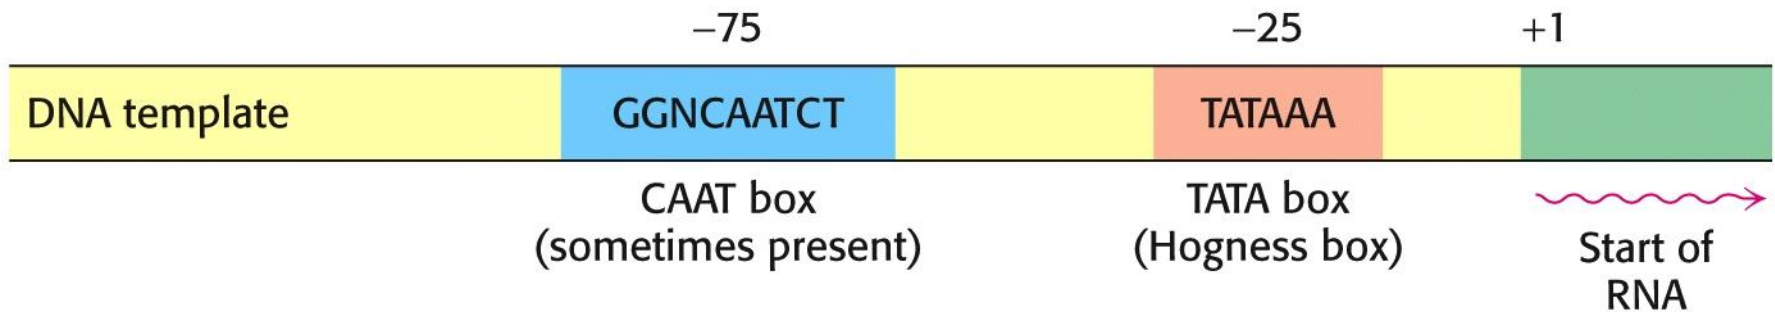 −75 −25 +1
DNA template GGNCAATCT TATAAA
CAAT box
(sometimes present)
TATA box
(Hogness box)
Start of
RNA